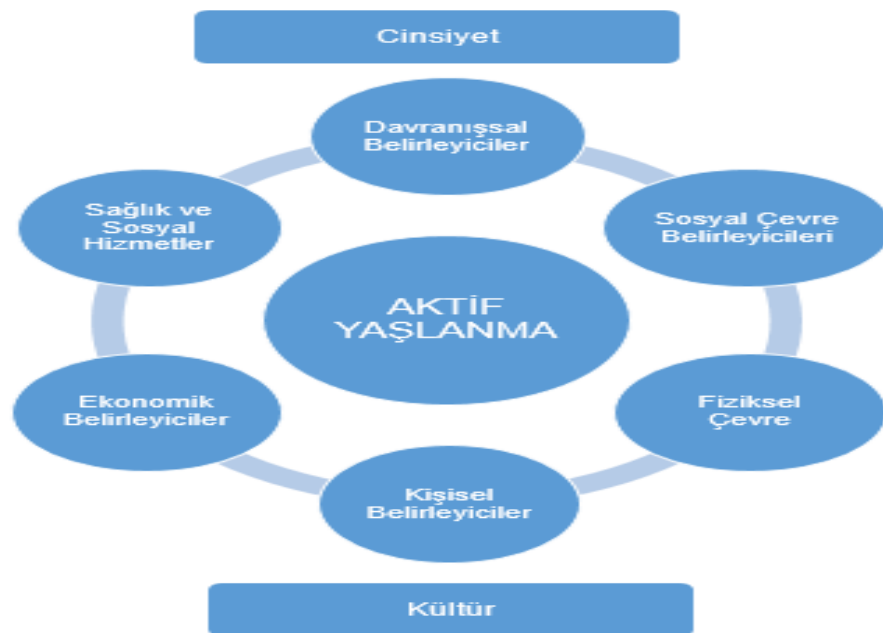 Cinsiyet
Davranışsal
Belirleyiciler
Sağlık ve
Sosyal
Hizmetler
Sosyal Çevre
Belirleyicileri
AKTİF
YAŞLANMA
Ekonomik
Belirleyiciler
Fiziksel
Çevre
Kişisel
Belirleyiciler
Kültür